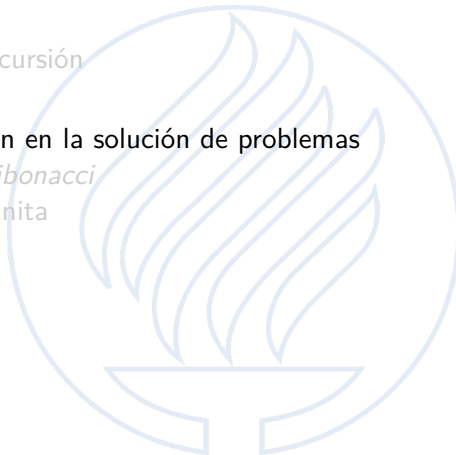 cursión
n en la solución de problemas
ibonacci
nita